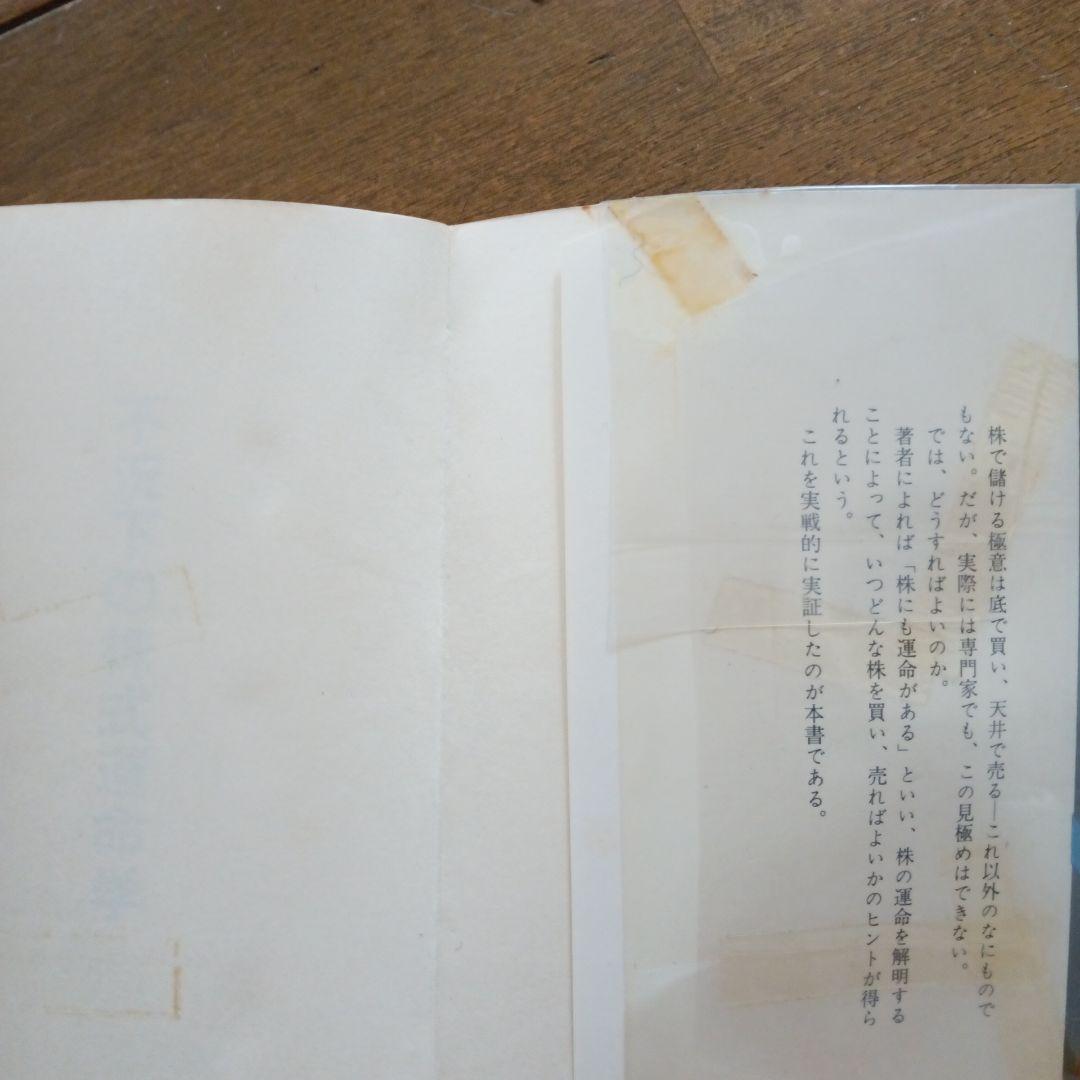 株で儲ける極意は底で買い、天井で売る―これ以外のなにもので
もない。だが、実際には専門家でも、この見極めはできない。
では、どうすればよいのか。
著者によれば「株にも運命がある」といい、株の運命を解明する
ことによって、いつどんな株を買い、売ればよいかのヒントが得ら
れるという。
これを実戦的に実証したのが本書である。